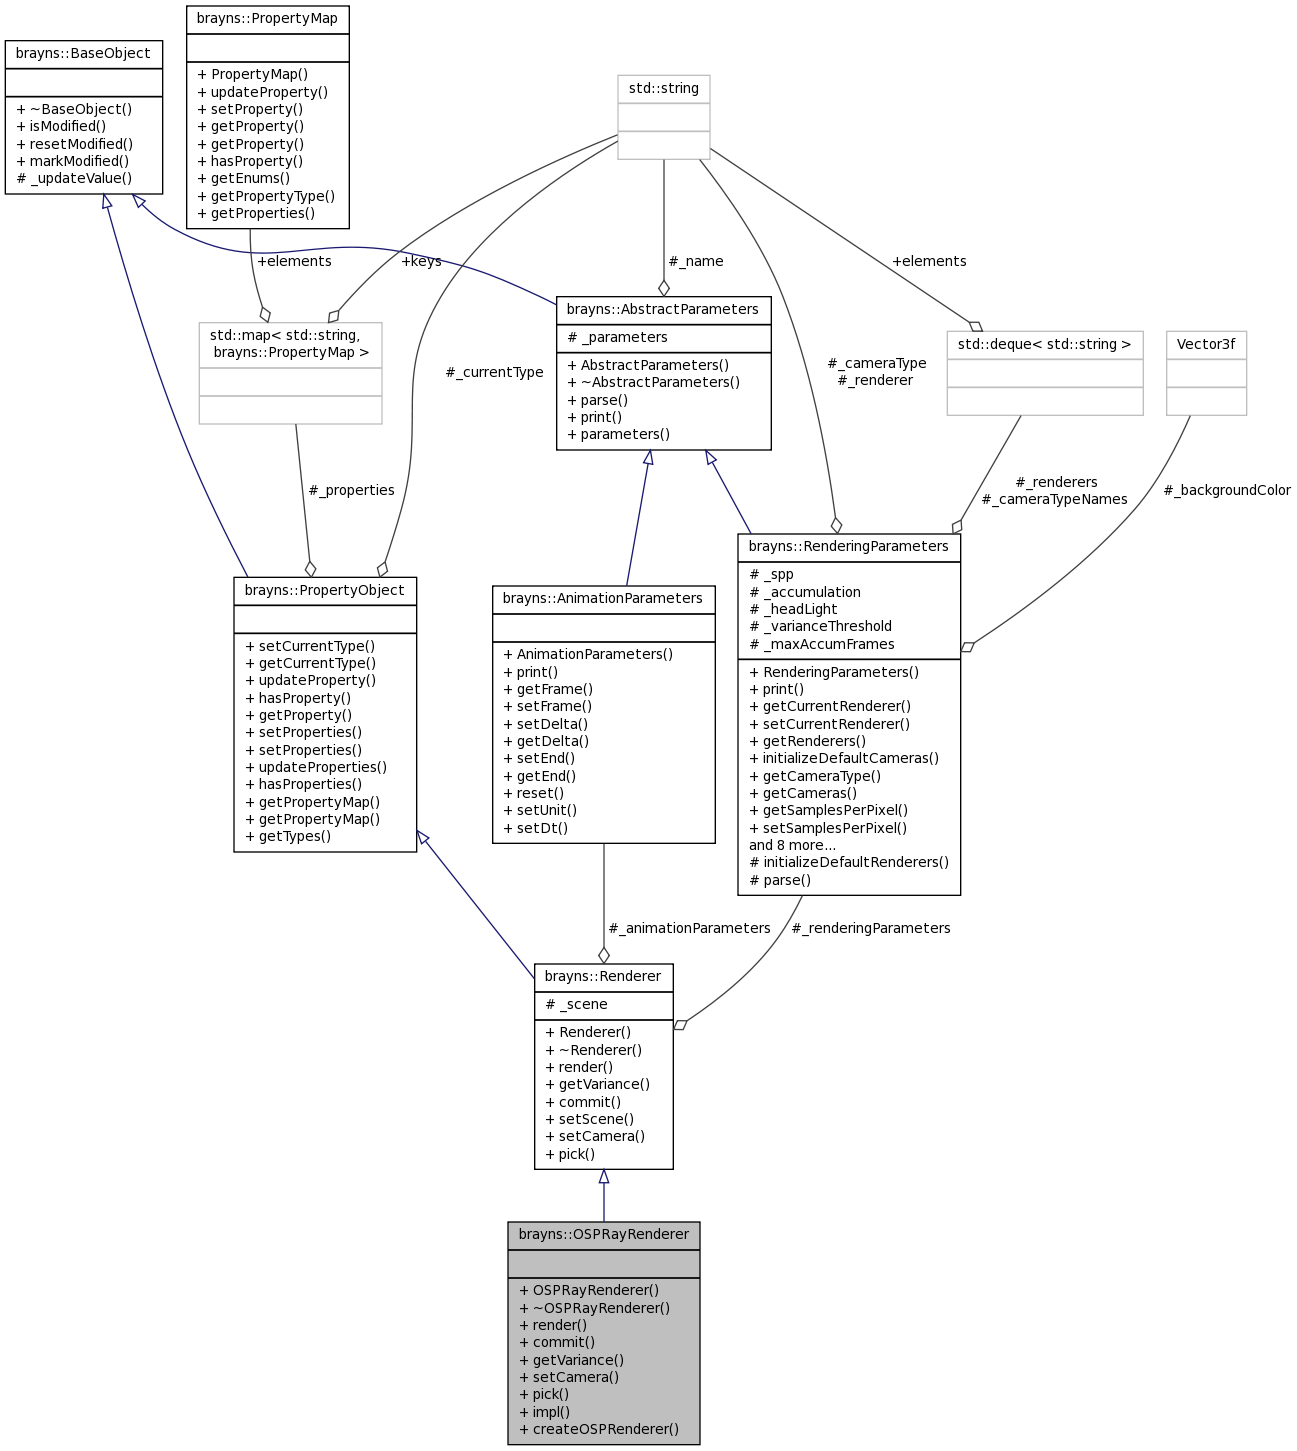 brayns::PropertyMap
+ PropertyMap()
+ updateProperty()
+ setProperty()
+ getProperty()
+ getProperty()
+ hasProperty()
+ getEnums()
+ getPropertyType()
+ getProperties()
brayns::BaseObject
+ ~BaseObject()
+ isModified()
+ resetModified()
+ markModified()
# _updateValue()
std::string
+elements
+keys
#_name
+elements
brayns::AbstractParameters
# _parameters
+ AbstractParameters()
+ ~AbstractParameters()
+ parse()
+ print()
+ parameters()
std::map< std::string,
brayns::PropertyMap >
#_currentType
#_cameraType
#_renderer
std::deque< std::string >
Vector3f
#_properties
#_renderers
#_cameraTypeNames
#_backgroundColor
brayns::PropertyObject
+ setCurrentType()
+ getCurrentType()
+ updateProperty()
+ hasProperty()
+ getProperty()
+ setProperties()
+ setProperties()
+ updateProperties()
+ hasProperties()
+ getPropertyMap()
+ getPropertyMap()
+ getTypes()
brayns::AnimationParameters
+ AnimationParameters()
+ print()
+ getFrame()
+ setFrame()
+ setDelta()
+ getDelta()
+ setEnd()
+ getEnd()
+ reset()
+ setUnit()
+ setDt()
brayns::RenderingParameters
# _spp
# _accumulation
# _headLight
# _varianceThreshold
# _maxAccumFrames
+ RenderingParameters()
+ print()
+ getCurrentRenderer()
+ setCurrentRenderer()
+ getRenderers()
+ initializeDefaultCameras()
+ getCameraType()
+ getCameras()
+ getSamplesPerPixel()
+ setSamplesPerPixel()
and 8 more...
# initializeDefaultRenderers()
# parse()
#_animationParameters
#_renderingParameters
brayns::Renderer
# _scene
+ Renderer()
+ ~Renderer()
+ render()
+ getVariance()
+ commit()
+ setScene()
+ setCamera()
+ pick()
brayns::OSPRayRenderer
+ OSPRayRenderer()
+ ~OSPRayRenderer()
+ render()
+ commit()
+ getVariance()
+ setCamera()
+ pick()
+ impl()
+ createOSPRenderer()